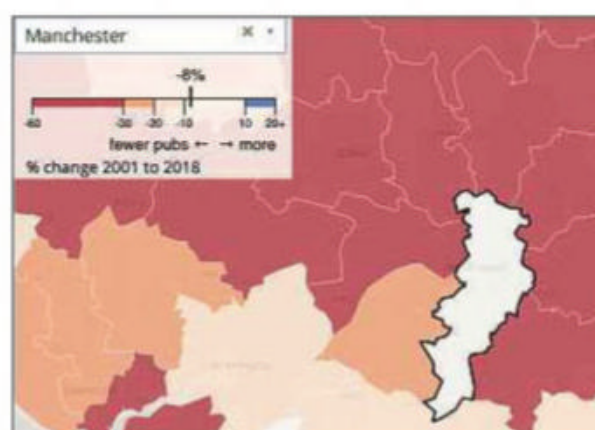 Manchester
-8%
-60 -30 -20 -10 10 20+
fewer pubs ← → more
% change 2001 to 2018